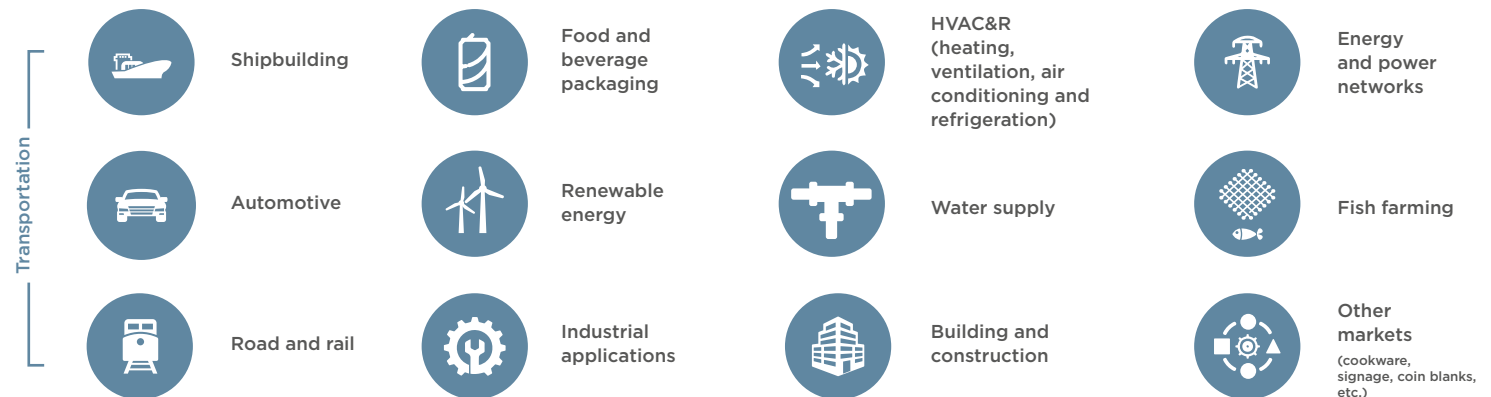 Transportation
Shipbuilding
Automotive
Road and rail
Food and
beverage
packaging
Renewable
energy
Industrial
applications
HVAC&R
(heating,
ventilation, air
conditioning and
refrigeration)
Water supply
Building and
construction
Energy
and power
networks
Fish farming
Other
markets
(cookware,
signage, coin blanks,
etc.)